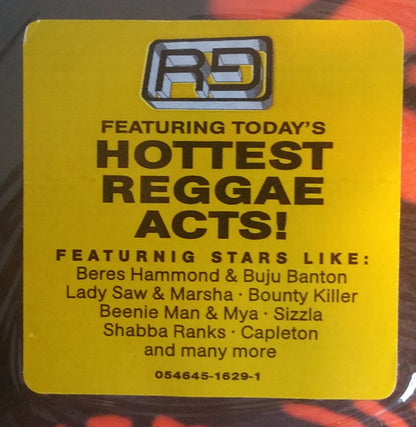 RD
FEATURING TODAY'S
HOTTEST
REGGAE
ACTS!
FEATURNIG STARS LIKE:
Beres Hammond & Buju Banton
Lady Saw & Marsha · Bounty Killer
Beenie Man & Mya · Sizzla
Shabba Ranks · Capleton
and many more
054645-1629-1